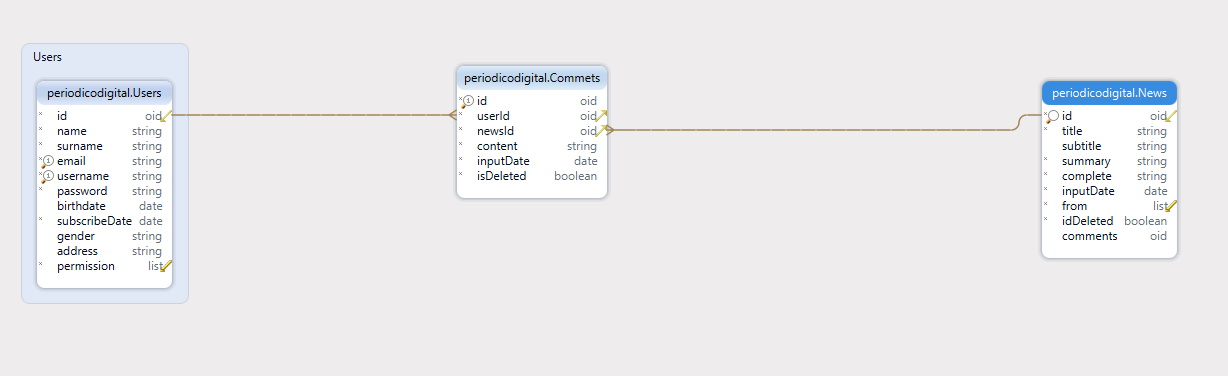 Users
periodicodigital.Users
id oid
name string
surname string
email string
username string
password string
birthdate date
subscribeDate date
gender string
address string
permission list
periodicodigital.Commets
id oid
userId oid
newsId oid
content string
inputDate date
isDeleted boolean
periodicodigital.News
id oid
title string
subtitle string
summary string
complete string
inputDate date
from list
idDeleted boolean
comments oid